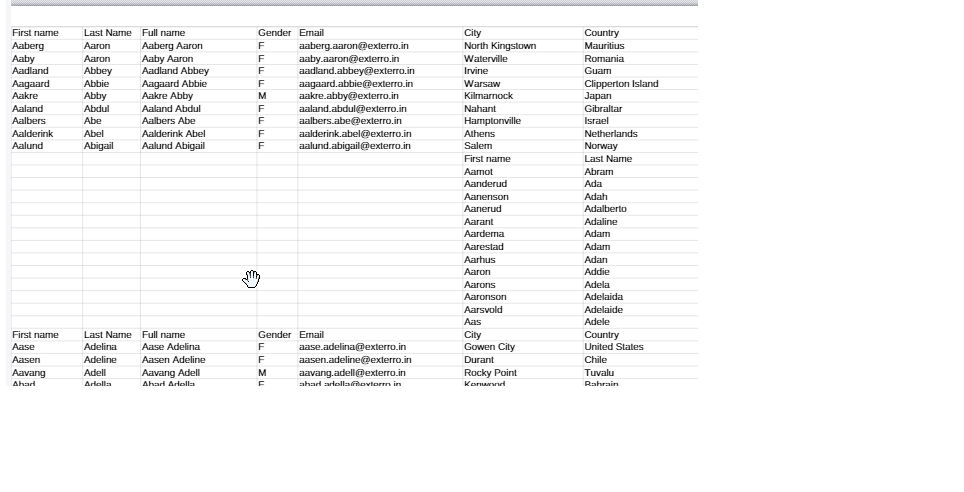 First name Last Name Full name Gender Email City Country
Aaberg Aaron Aaberg Aaron F aaberg.aaron@exterro.in North Kingstown Mauritius
Aaby Aaron Aaby Aaron F aaby.aaron@exterro.in Waterville Romania
Aadland Abbey Aadland Abbey F aadland.abbey@exterro.in Irvine Guam
Aagaard Abbie Aagaard Abbie F aagaard.abbie@exterro.in Warsaw Clipperton Island
Aakre Abby Aakre Abby M aakre.abby@exterro.in Kilmarnock Japan
Aaland Abdul Aaland Abdul F aaland.abdul@exterro.in Nahant Gibraltar
Aalbers Abe Aalbers Abe F aalbers.abe@exterro.in Hamptonville Israel
Aalderink Abel Aalderink Abel F aalderink.abel@exterro.in Athens Netherlands
Aalund Abigail Aalund Abigail F aalund.abigail@exterro.in Salem Norway
First name Last Name
Aamot Abram
Aanderud Ada
Aanenson Adah
Aanerud Adalberto
Aarant Adaline
Aardema Adam
Aarestad Adam
Aarhus Adan
Aaron Addie
Aarons Adela
Aaronson Adelaida
Aarsvold Adelaide
Aas Adele
First name Last Name Full name Gender Email City Country
Aase Adelina Aase Adelina F aase.adelina@exterro.in Gowen City United States
Aasen Adeline Aasen Adeline F aasen.adeline@exterro.in Durant Chile
Aavang Adell Aavang Adell M aavang.adell@exterro.in Rocky Point Tuvalu
Abad Adella Abad Adella F abad.adella@exterro.in Kenwood Bahrain